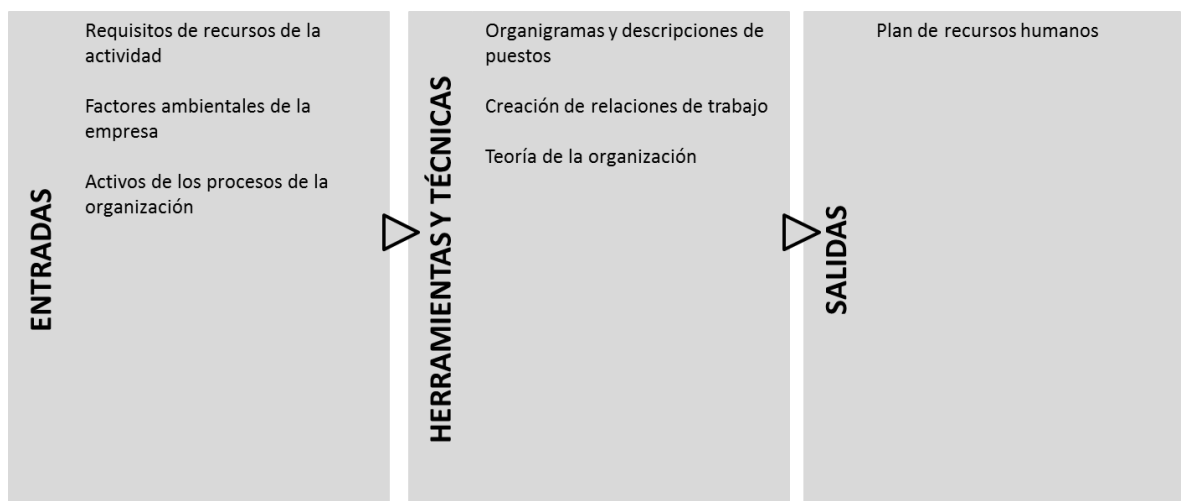 ENTRADAS
Requisitos de recursos de la
actividad
Factores ambientales de la
empresa
Activos de los procesos de la
organización
HERRAMIENTAS Y TÉCNICAS
Organigramas y descripciones de
puestos
Creación de relaciones de trabajo
Teoría de la organización
SALIDAS
Plan de recursos humanos